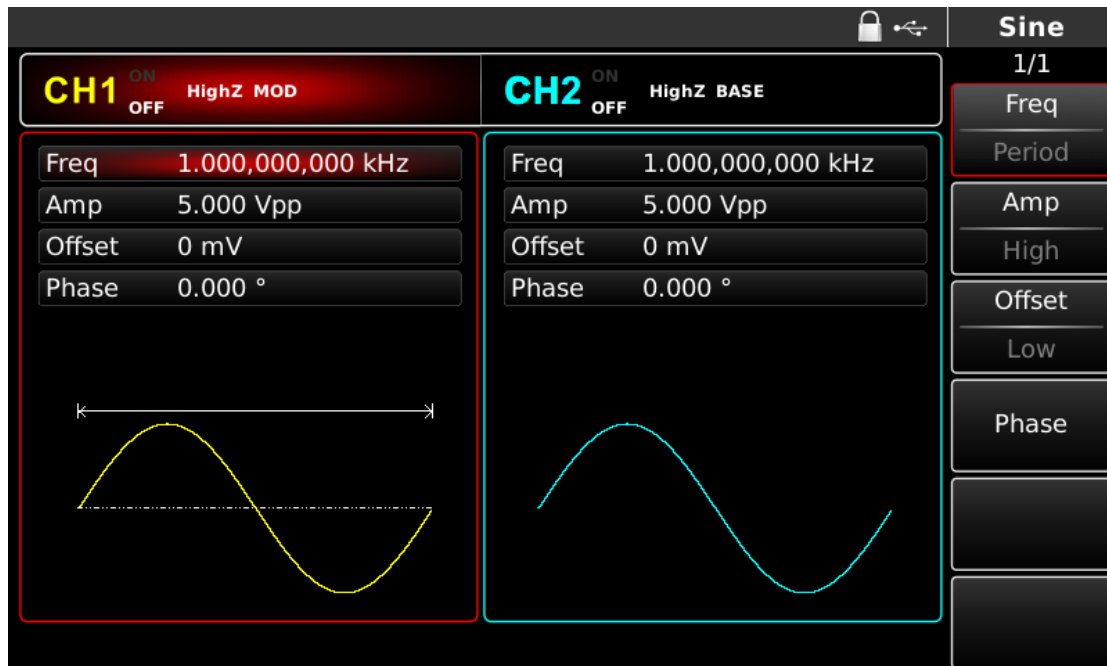 Sine
1/1
CH1 ON OFF HighZ MOD
CH2 ON OFF HighZ BASE
Freq 1.000,000,000 kHz
Amp 5.000 Vpp
Offset 0 mV
Phase 0.000 °
Freq 1.000,000,000 kHz
Amp 5.000 Vpp
Offset 0 mV
Phase 0.000 °
Freq
Period
Amp
High
Offset
Low
Phase